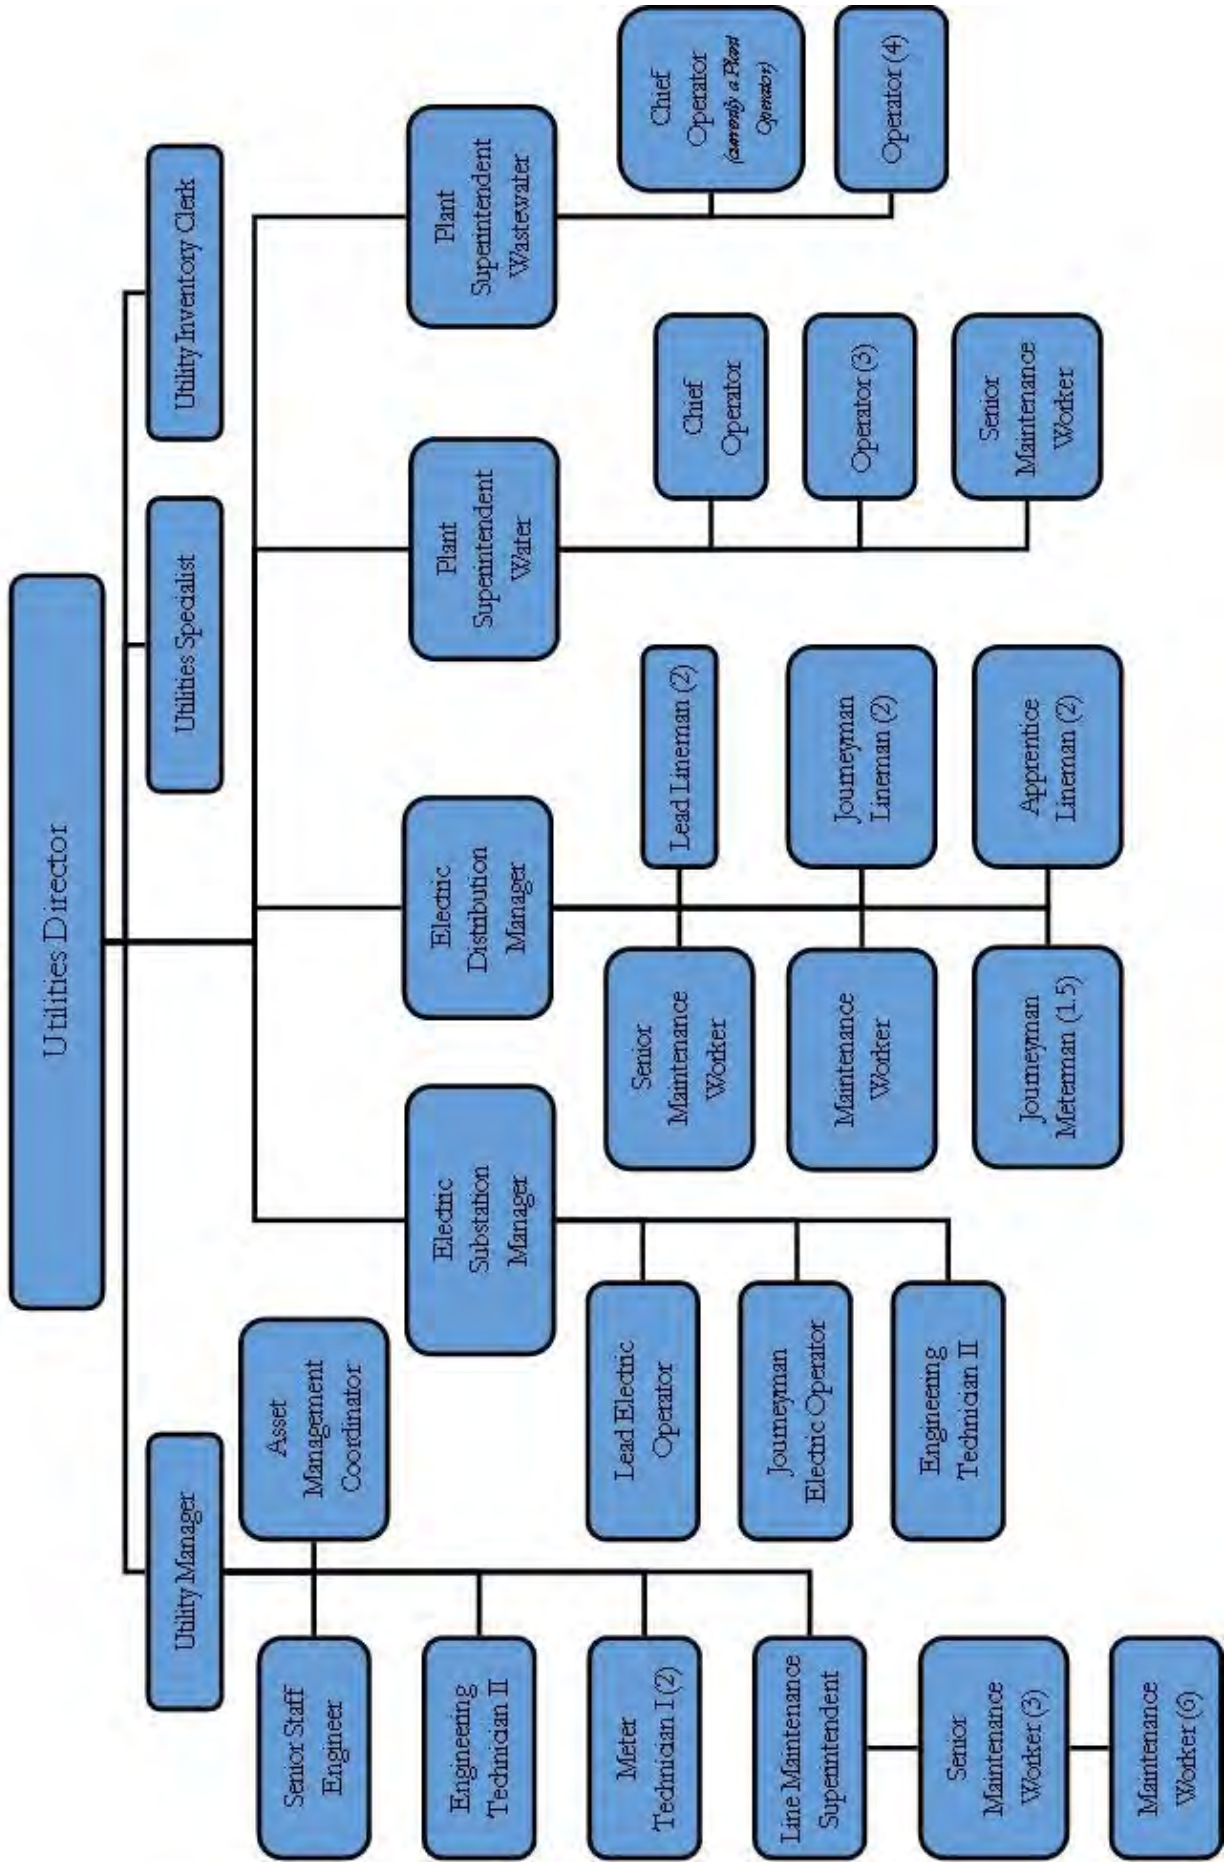 Utilities Director
Utility Manager
Utilities Specialist
Utility Inventory Clerk
Senior Staff
Engineer
Asset
Management
Coordinator
Engineering
Technician II
Meter
Technician I (2)
Line Maintenance
Superintendent
Senior
Maintenance
Worker (3)
Maintenance
Worker (6)
Electric
Substation
Manager
Lead Electric
Operator
Journeyman
Electric Operator
Engineering
Technician II
Electric
Distribution
Manager
Senior
Maintenance
Worker
Lead Lineman (2)
Maintenance
Worker
Journeyman
Lineman (2)
Journeyman
Meterman (1.5)
Apprentice
Lineman (2)
Plant
Superintendent
Water
Chief
Operator
Operator (3)
Senior
Maintenance
Worker
Plant
Superintendent
Wastewater
Chief
Operator
(currently a Plant
Operator)
Operator (4)